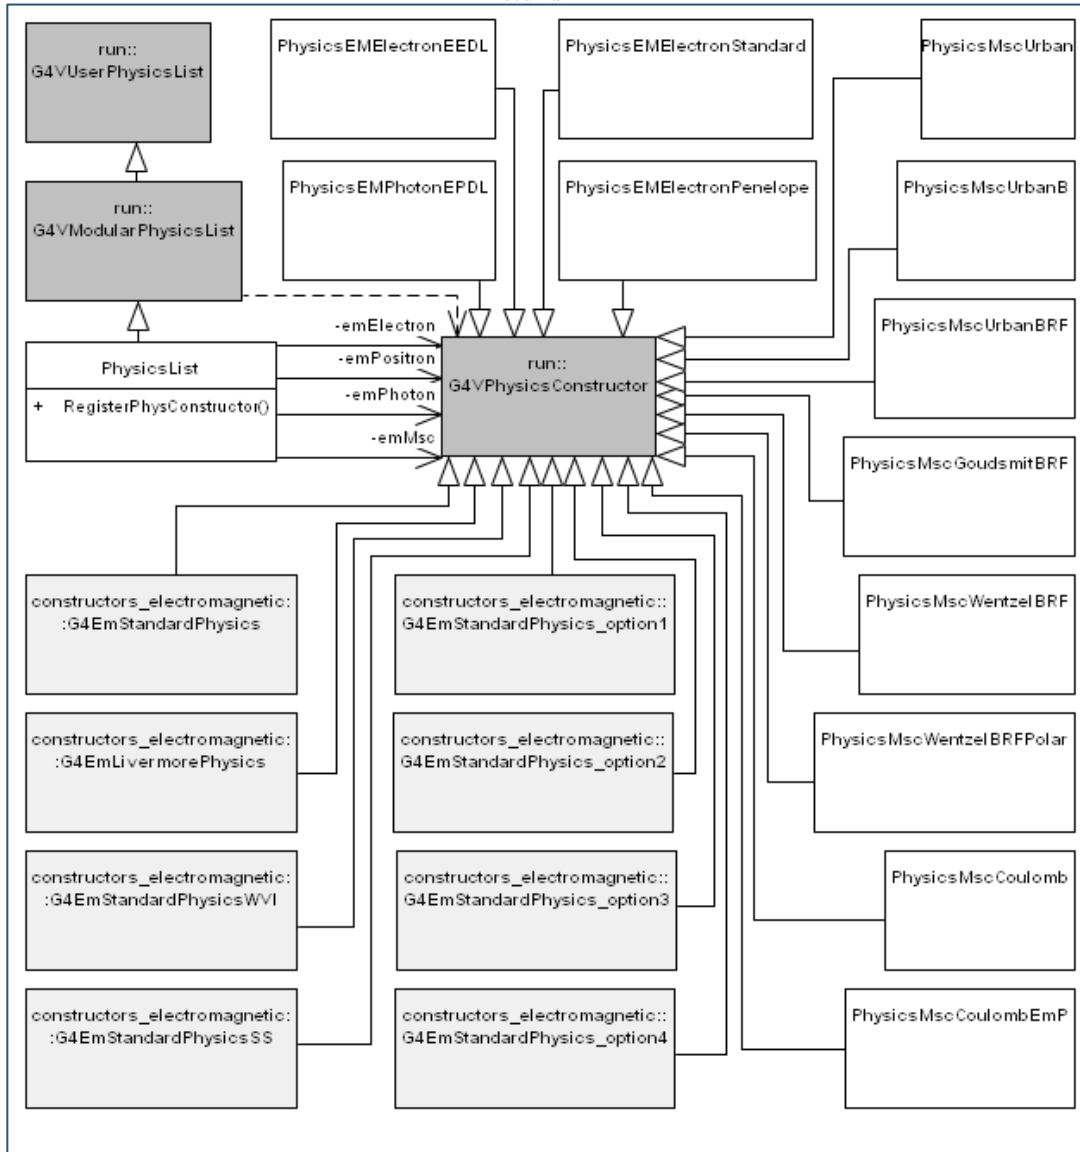 run::
G4VUserPhysicsList
PhysicsEMElectronEEDL
PhysicsEMElectronStandard
PhysicsMscUrban
run::
G4VModularPhysicsList
PhysicsEMPhotonEPDL
PhysicsEMElectronPenelope
PhysicsMscUrbanB
PhysicsMscUrbanBRF
-emElectron
-emPositron
-emPhoton
-emMsc
PhysicsList
+ RegisterPhysConstructor()
run::
G4VPhysicsConstructor
PhysicsMscGoudsmitBRF
constructors_electromagnetic:
:G4EmStandardPhysics
constructors_electromagnetic::
G4EmStandardPhysics_option1
PhysicsMscWentzelBRF
constructors_electromagnetic:
:G4EmLivermorePhysics
constructors_electromagnetic::
G4EmStandardPhysics_option2
PhysicsMscWentzelBRFPolar
constructors_electromagnetic:
:G4EmStandardPhysicsWVI
constructors_electromagnetic::
G4EmStandardPhysics_option3
PhysicsMscCoulomb
constructors_electromagnetic:
:G4EmStandardPhysicsSS
constructors_electromagnetic::
G4EmStandardPhysics_option4
PhysicsMscCoulombEmP